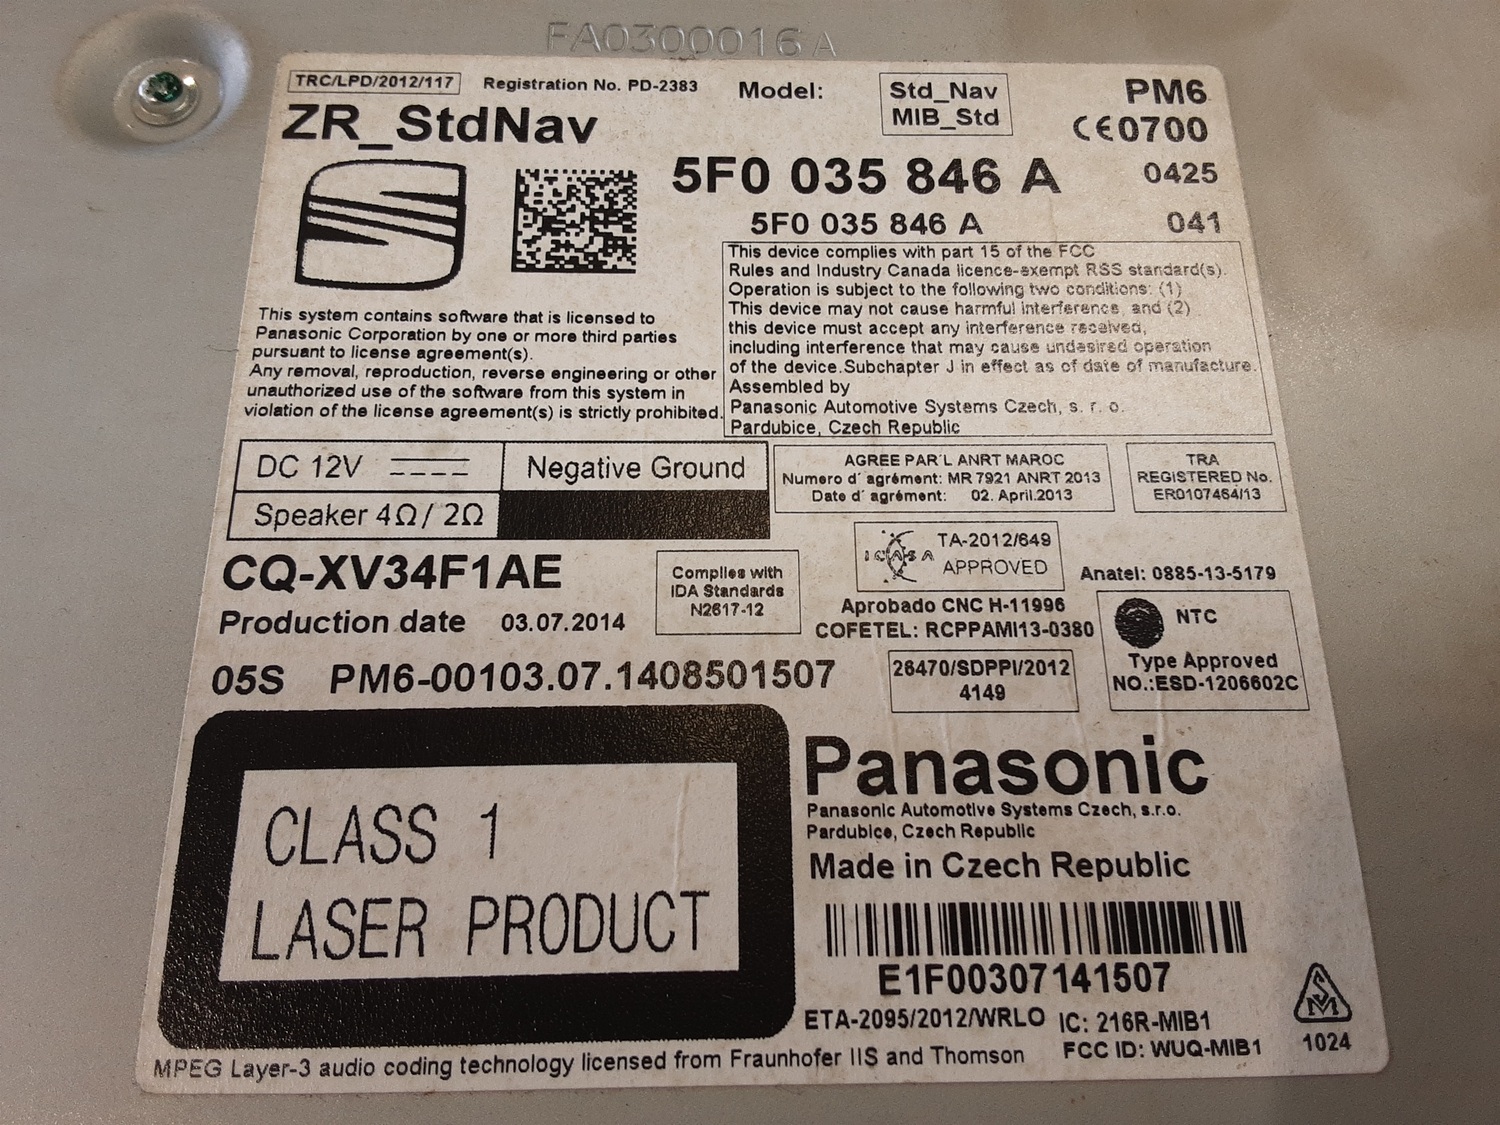 FA0300016A
TRC/LPD/2012/117
Registration No. PD-2383
Model:
Std_Nav
MIB_Std
PM6
CE0700
ZR_StdNav
5F0 035 846 A
0425
5F0 035 846 A
041
This device complies with part 15 of the FCC
Rules and Industry Canada licence-exempt RSS standard(s).
Operation is subject to the following two conditions: (1)
This device may not cause harmful interference, and (2)
this device must accept any interference received,
including interference that may cause undesired operation
of the device.Subchapter J in effect as of date of manufacture.
Assembled by
Panasonic Automotive Systems Czech, s. r. o.
Pardubice, Czech Republic
This system contains software that is licensed to
Panasonic Corporation by one or more third parties
pursuant to license agreement(s).
Any removal, reproduction, reverse engineering or other
unauthorized use of the software from this system in
violation of the license agreement(s) is strictly prohibited.
DC 12V
Negative Ground
Speaker 4Ω/ 2Ω
AGREE PAR'L ANRT MAROC
Numero d´agrément: MR 7921 ANRT 2013
Date d´agrément: 02. April.2013
TRA
REGISTERED No.
ER0107464/13
CQ-XV34F1AE
Complies with
IDA Standards
N2617-12
ICASA
TA-2012/649
APPROVED
Anatel: 0885-13-5179
Production date 03.07.2014
Aprobado CNC H-11996
COFETEL: RCPPAMI13-0380
NTC
Type Approved
NO.:ESD-1206602C
05S PM6-00103.07.1408501507
26470/SDPPI/2012
4149
CLASS 1
LASER PRODUCT
Panasonic
Panasonic Automotive Systems Czech, s.r.o.
Pardubice, Czech Republic
Made in Czech Republic
E1F00307141507
ETA-2095/2012/WRLO
IC: 216R-MIB1
FCC ID: WUQ-MIB1
SM
1024
MPEG Layer-3 audio coding technology licensed from Fraunhofer IIS and Thomson